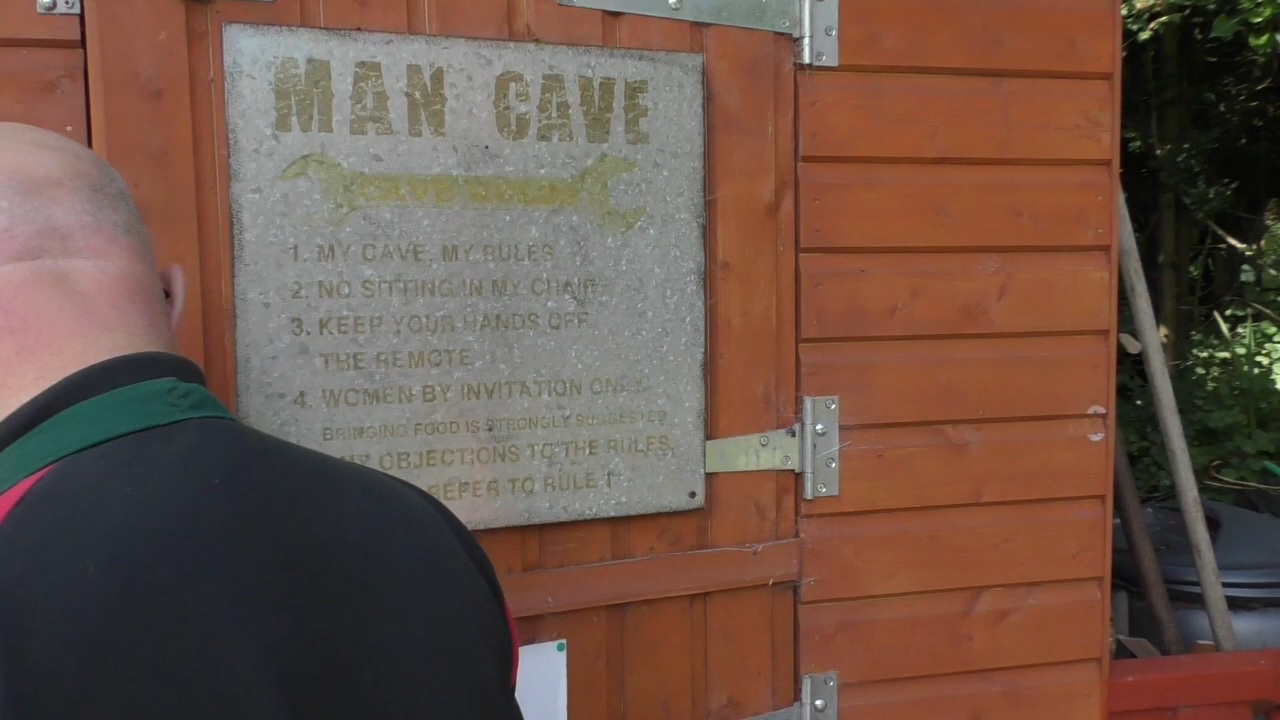 MAN CAVE
1. MY CAVE, MY RULES
2. NO SITTING IN MY CHAIR
3. KEEP YOUR HANDS OFF
THE REMOTE
4. WOMEN BY INVITATION ONLY
BRINGING FOOD IS STRONGLY SUGGESTED
OBJECTIONS TO THE RULES,
REFER TO RULE 1